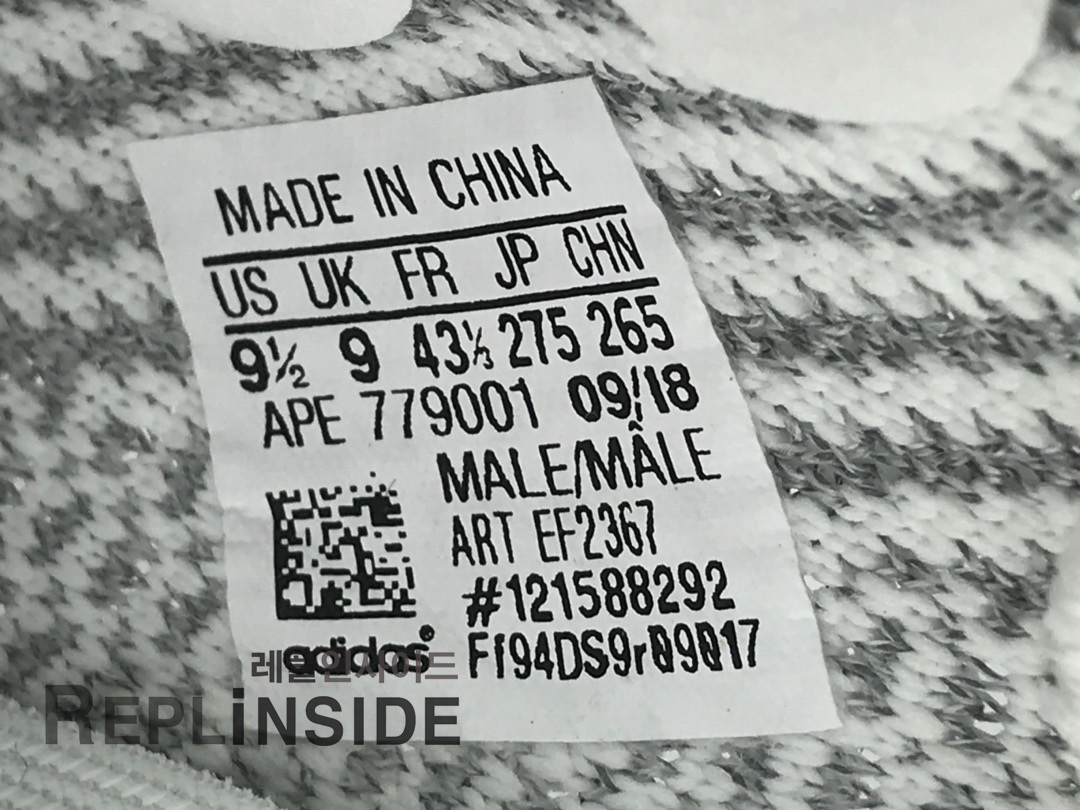 MADE IN CHINA
US UK FR JP CHN
9½ 9 43⅓ 275 265
APE 779001 09/18
MALE/MÂLE
ART EF2367
#121588292
adidas® Ff94DS9r09017
레플인사이드
REPLiNSIDE